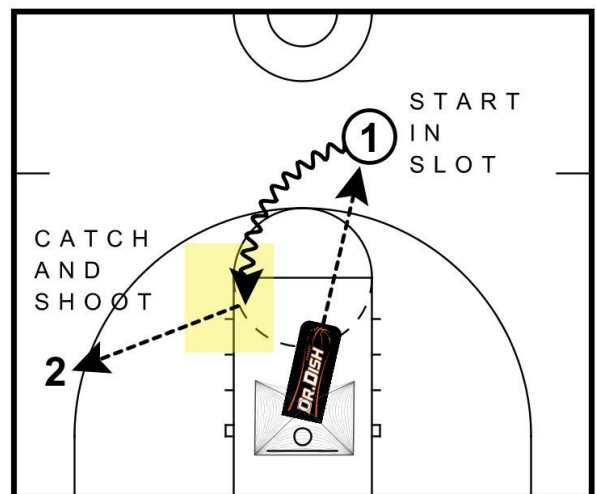 START
1 IN
SLOT
CATCH
AND
SHOOT
2
DR.DISH